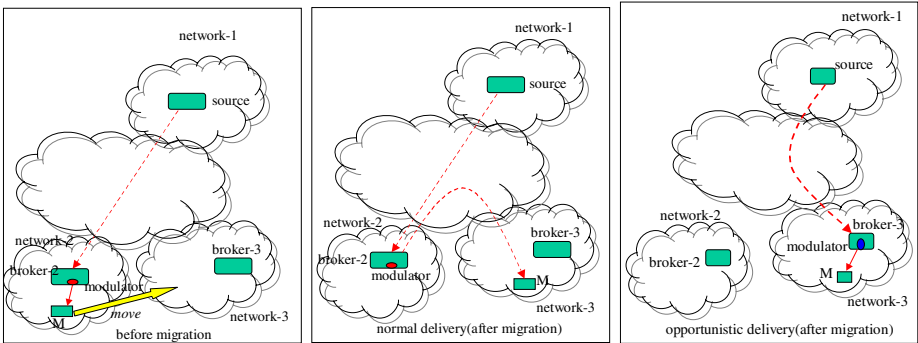 network-1
source
network-2
broker-2
modulator
M
move
broker-3
network-3
before migration
network-1
source
network-2
broker-2
modulator
broker-3
M
network-3
normal delivery(after migration)
network-1
source
network-2
broker-2
broker-3
modulator
M
network-3
opportunistic delivery(after migration)